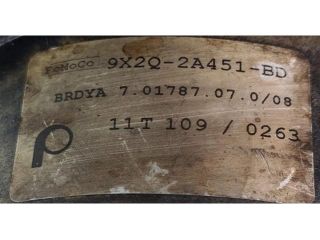 FoMoCo 9X2Q-2A451-BD
BRDYA 7.01787.07.0/08
11T 109 / 0263